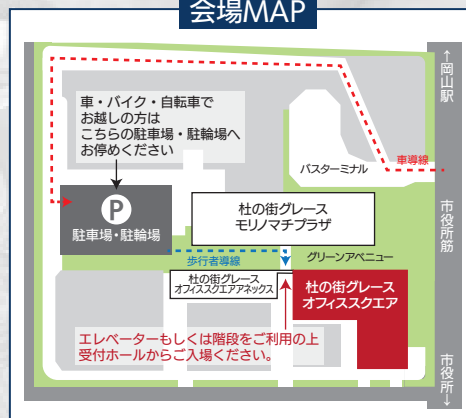 会場MAP
←岡山駅
車・バイク・自転車で
お越しの方は
こちらの駐車場・駐輪場へ
お停めください
バスターミナル
車導線
P
駐車場・駐輪場
杜の街グレース
モリノマチプラザ
市役所筋
歩行者導線
グリーンアベニュー
杜の街グレース
オフィススクエアアネックス
杜の街グレース
オフィススクエア
エレベーターもしくは階段をご利用の上
受付ホールからご入場ください。
市役所→